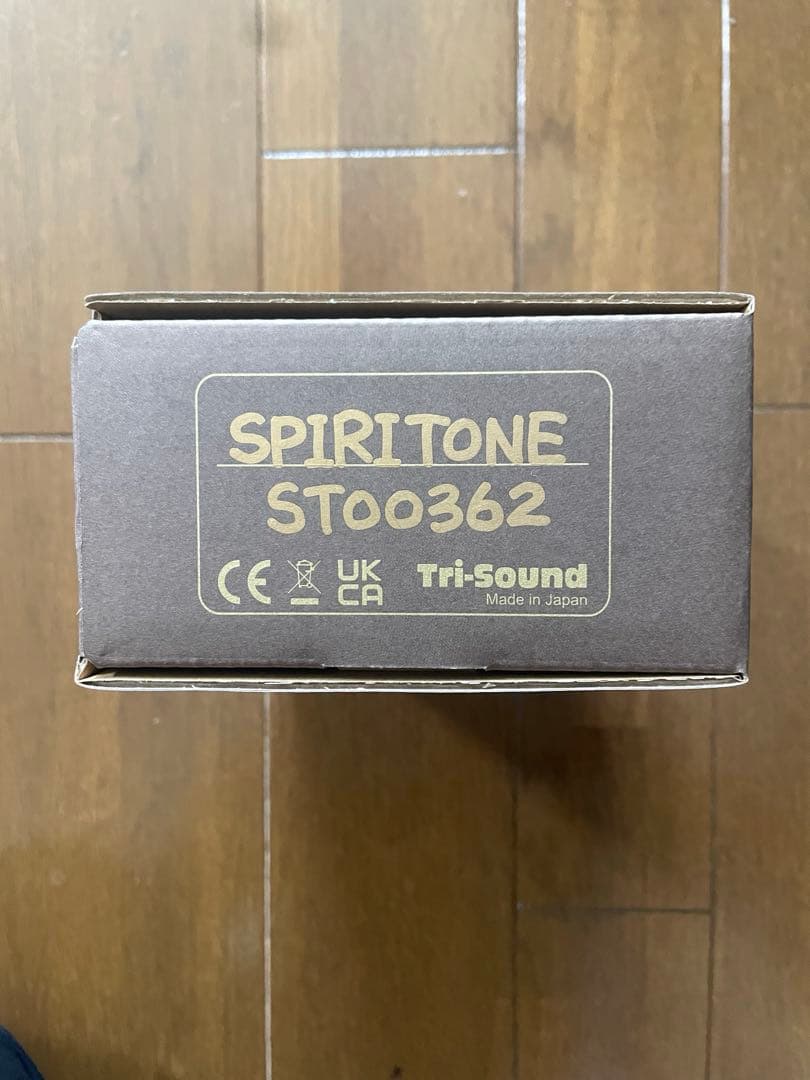 SPIRITONE
ST00362
CE UK CA Tri-Sound
Made in Japan